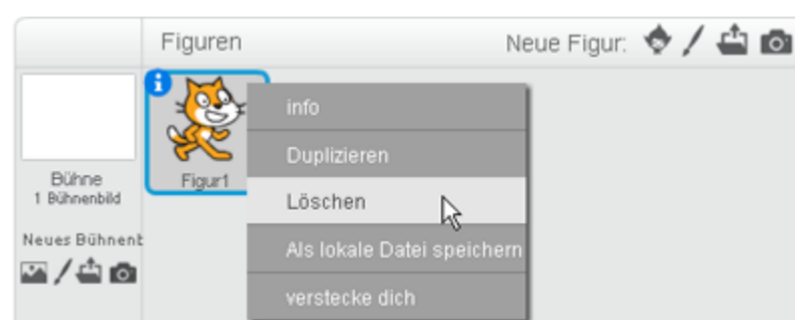 Figuren
Neue Figur:
Bühne
1 Bühnenbild
Neues Bühnenb
Figur1
info
Duplizieren
Löschen
Als lokale Datei speichern
verstecke dich